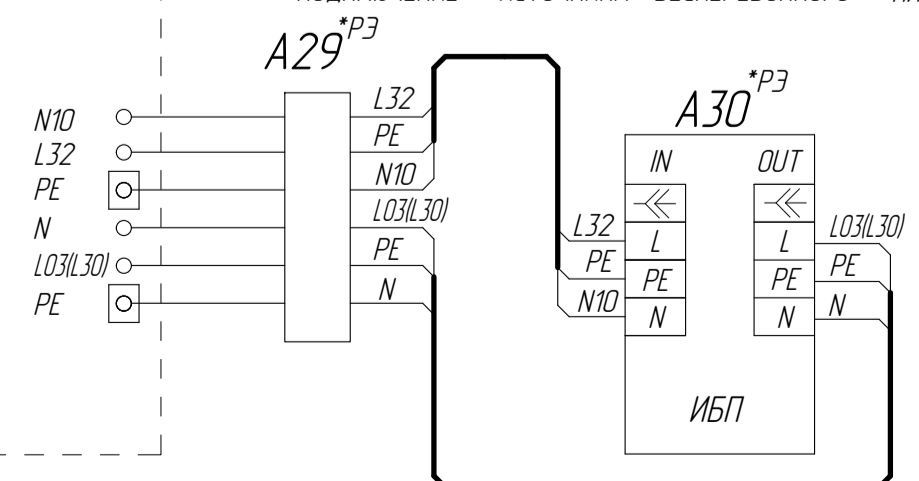 A29*РЭ
L32
PE
N10
L03(L30)
PE
N
N10
L32
PE
N
L03(L30)
PE
A30*РЭ
IN OUT
L L
PE PE
N N
ИБП
L32
PE
N10
L03(L30)
PE
N